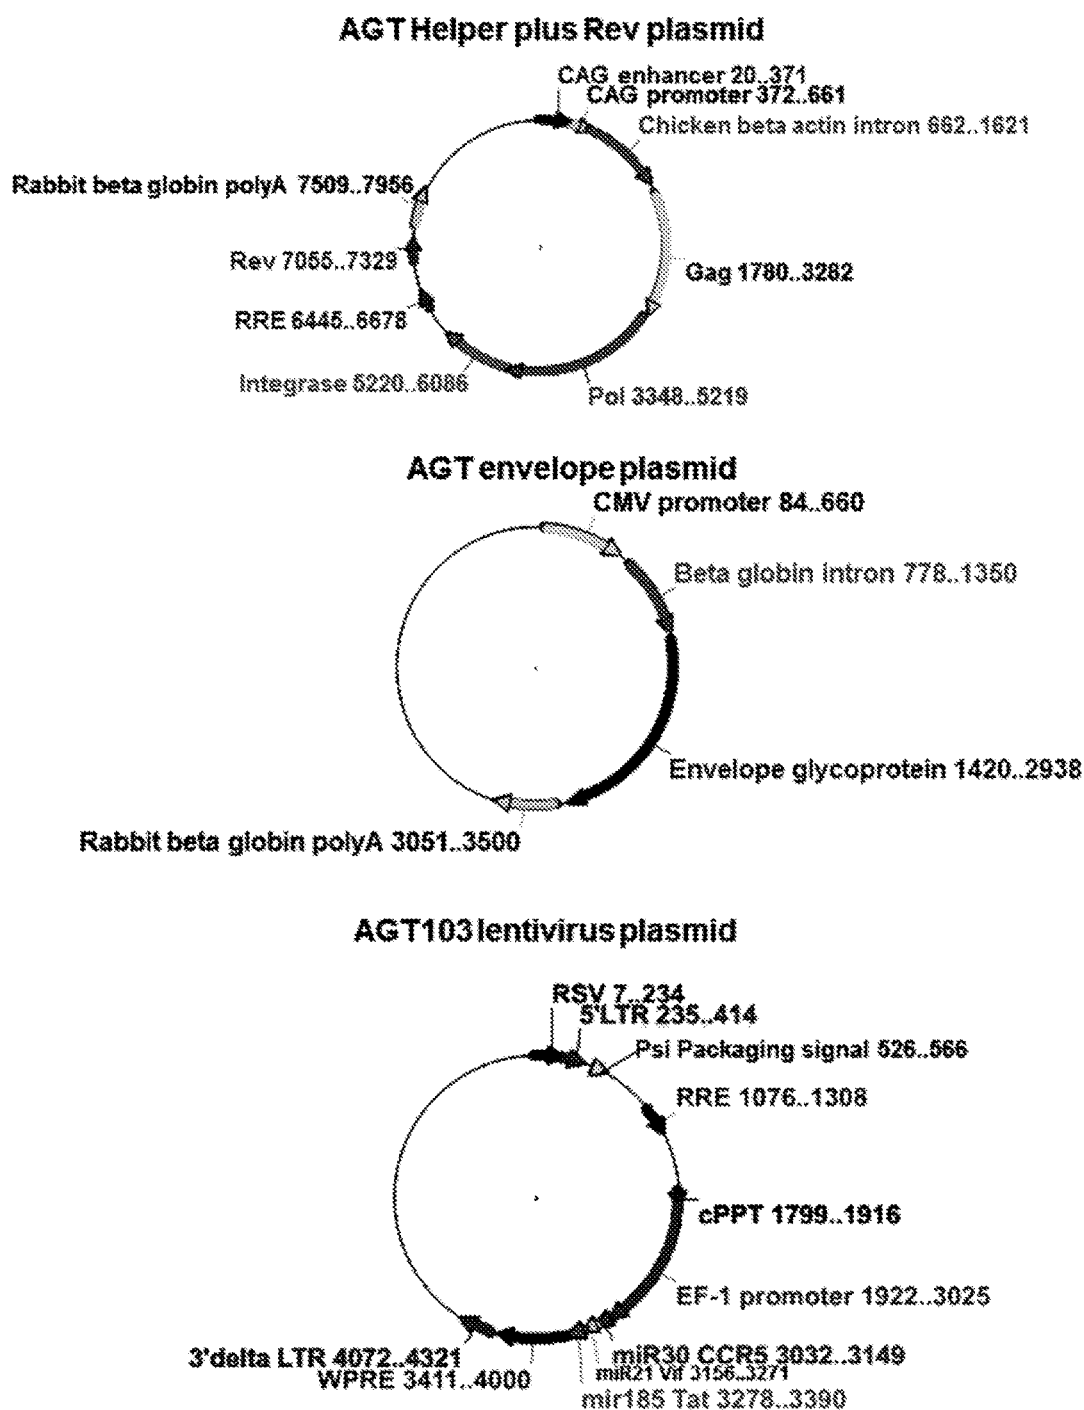 AGT Helper plus Rev plasmid
CAG enhancer 20..371
CAG promoter 372..661
Chicken beta actin intron 662..1621
Rabbit beta globin polyA 7509..7956
Rev 7055..7329
Gag 1780..3282
RRE 6445..6678
Integrase 5220..6086
Pol 3348..5219
AGT envelope plasmid
CMV promoter 84..660
Beta globin intron 778..1350
Envelope glycoprotein 1420..2938
Rabbit beta globin polyA 3051..3500
AGT103 lentivirus plasmid
RSV 7..234
5'LTR 235..414
Psi Packaging signal 526..566
RRE 1076..1308
cPPT 1799..1916
EF-1 promoter 1922..3025
3'delta LTR 4072..4321
miR30 CCR5 3032..3149
WPRE 3411..4000
miR21 Vif 3156..3271
mir185 Tat 3278..3390